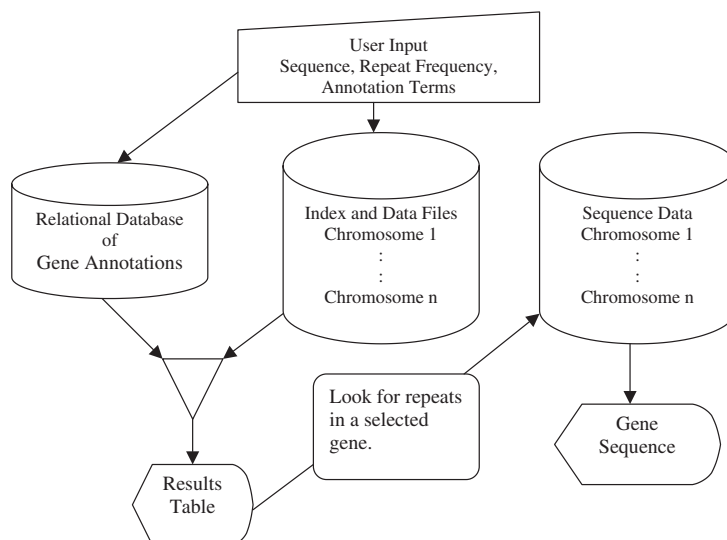 User Input
Sequence, Repeat Frequency,
Annotation Terms
Relational Database
of
Gene Annotations
Index and Data Files
Chromosome 1
:
:
Chromosome n
Sequence Data
Chromosome 1
:
:
Chromosome n
Look for repeats
in a selected
gene.
Gene
Sequence
Results
Table